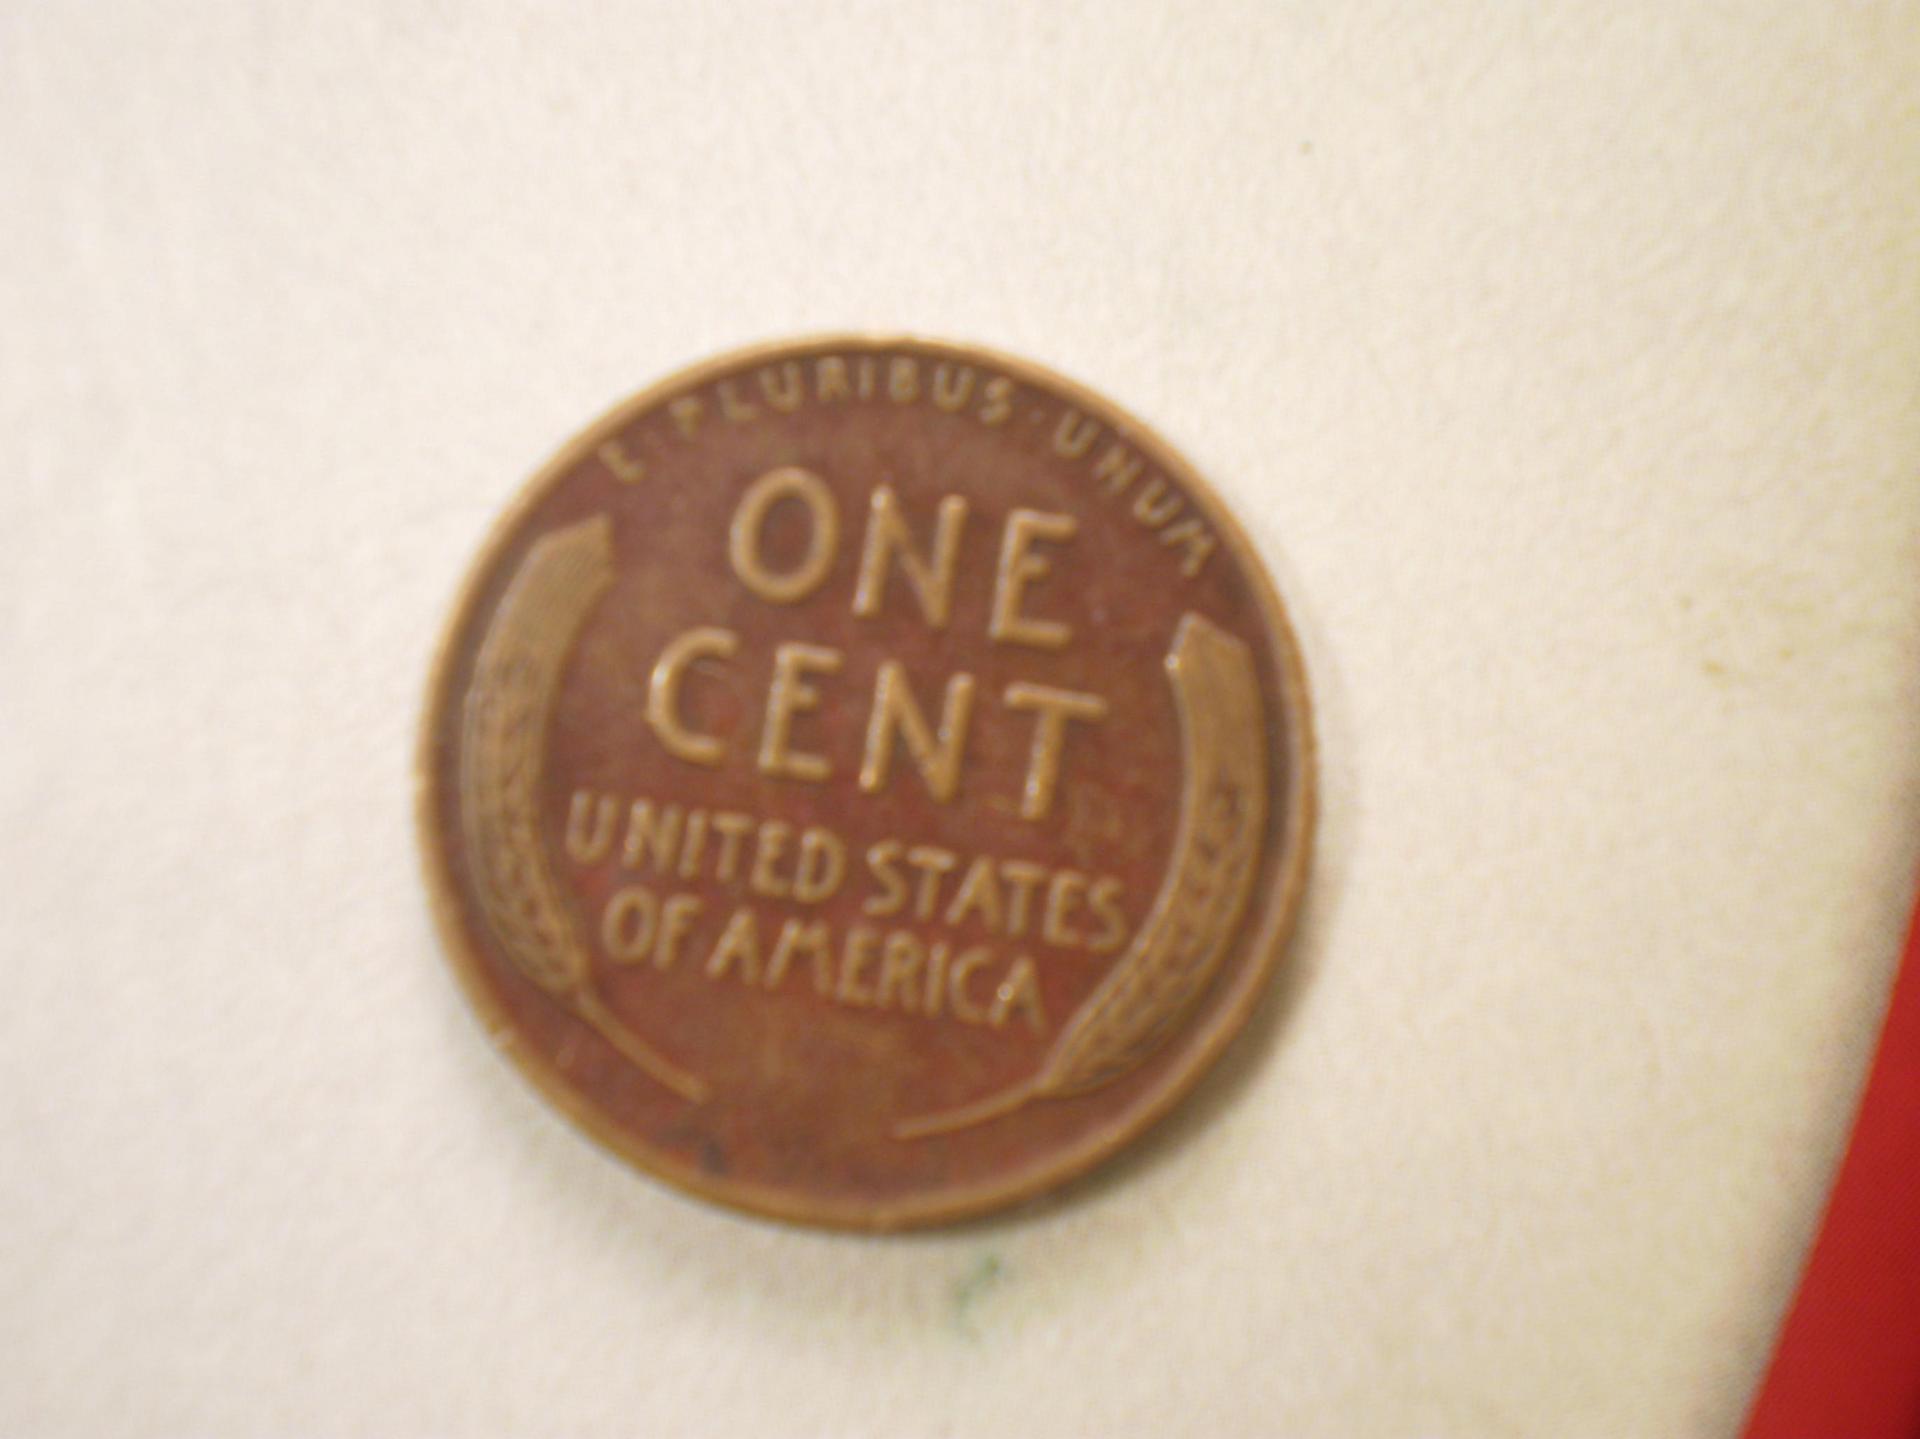 E·PLURIBUS·UNUM
ONE
CENT
UNITED STATES
OF AMERICA